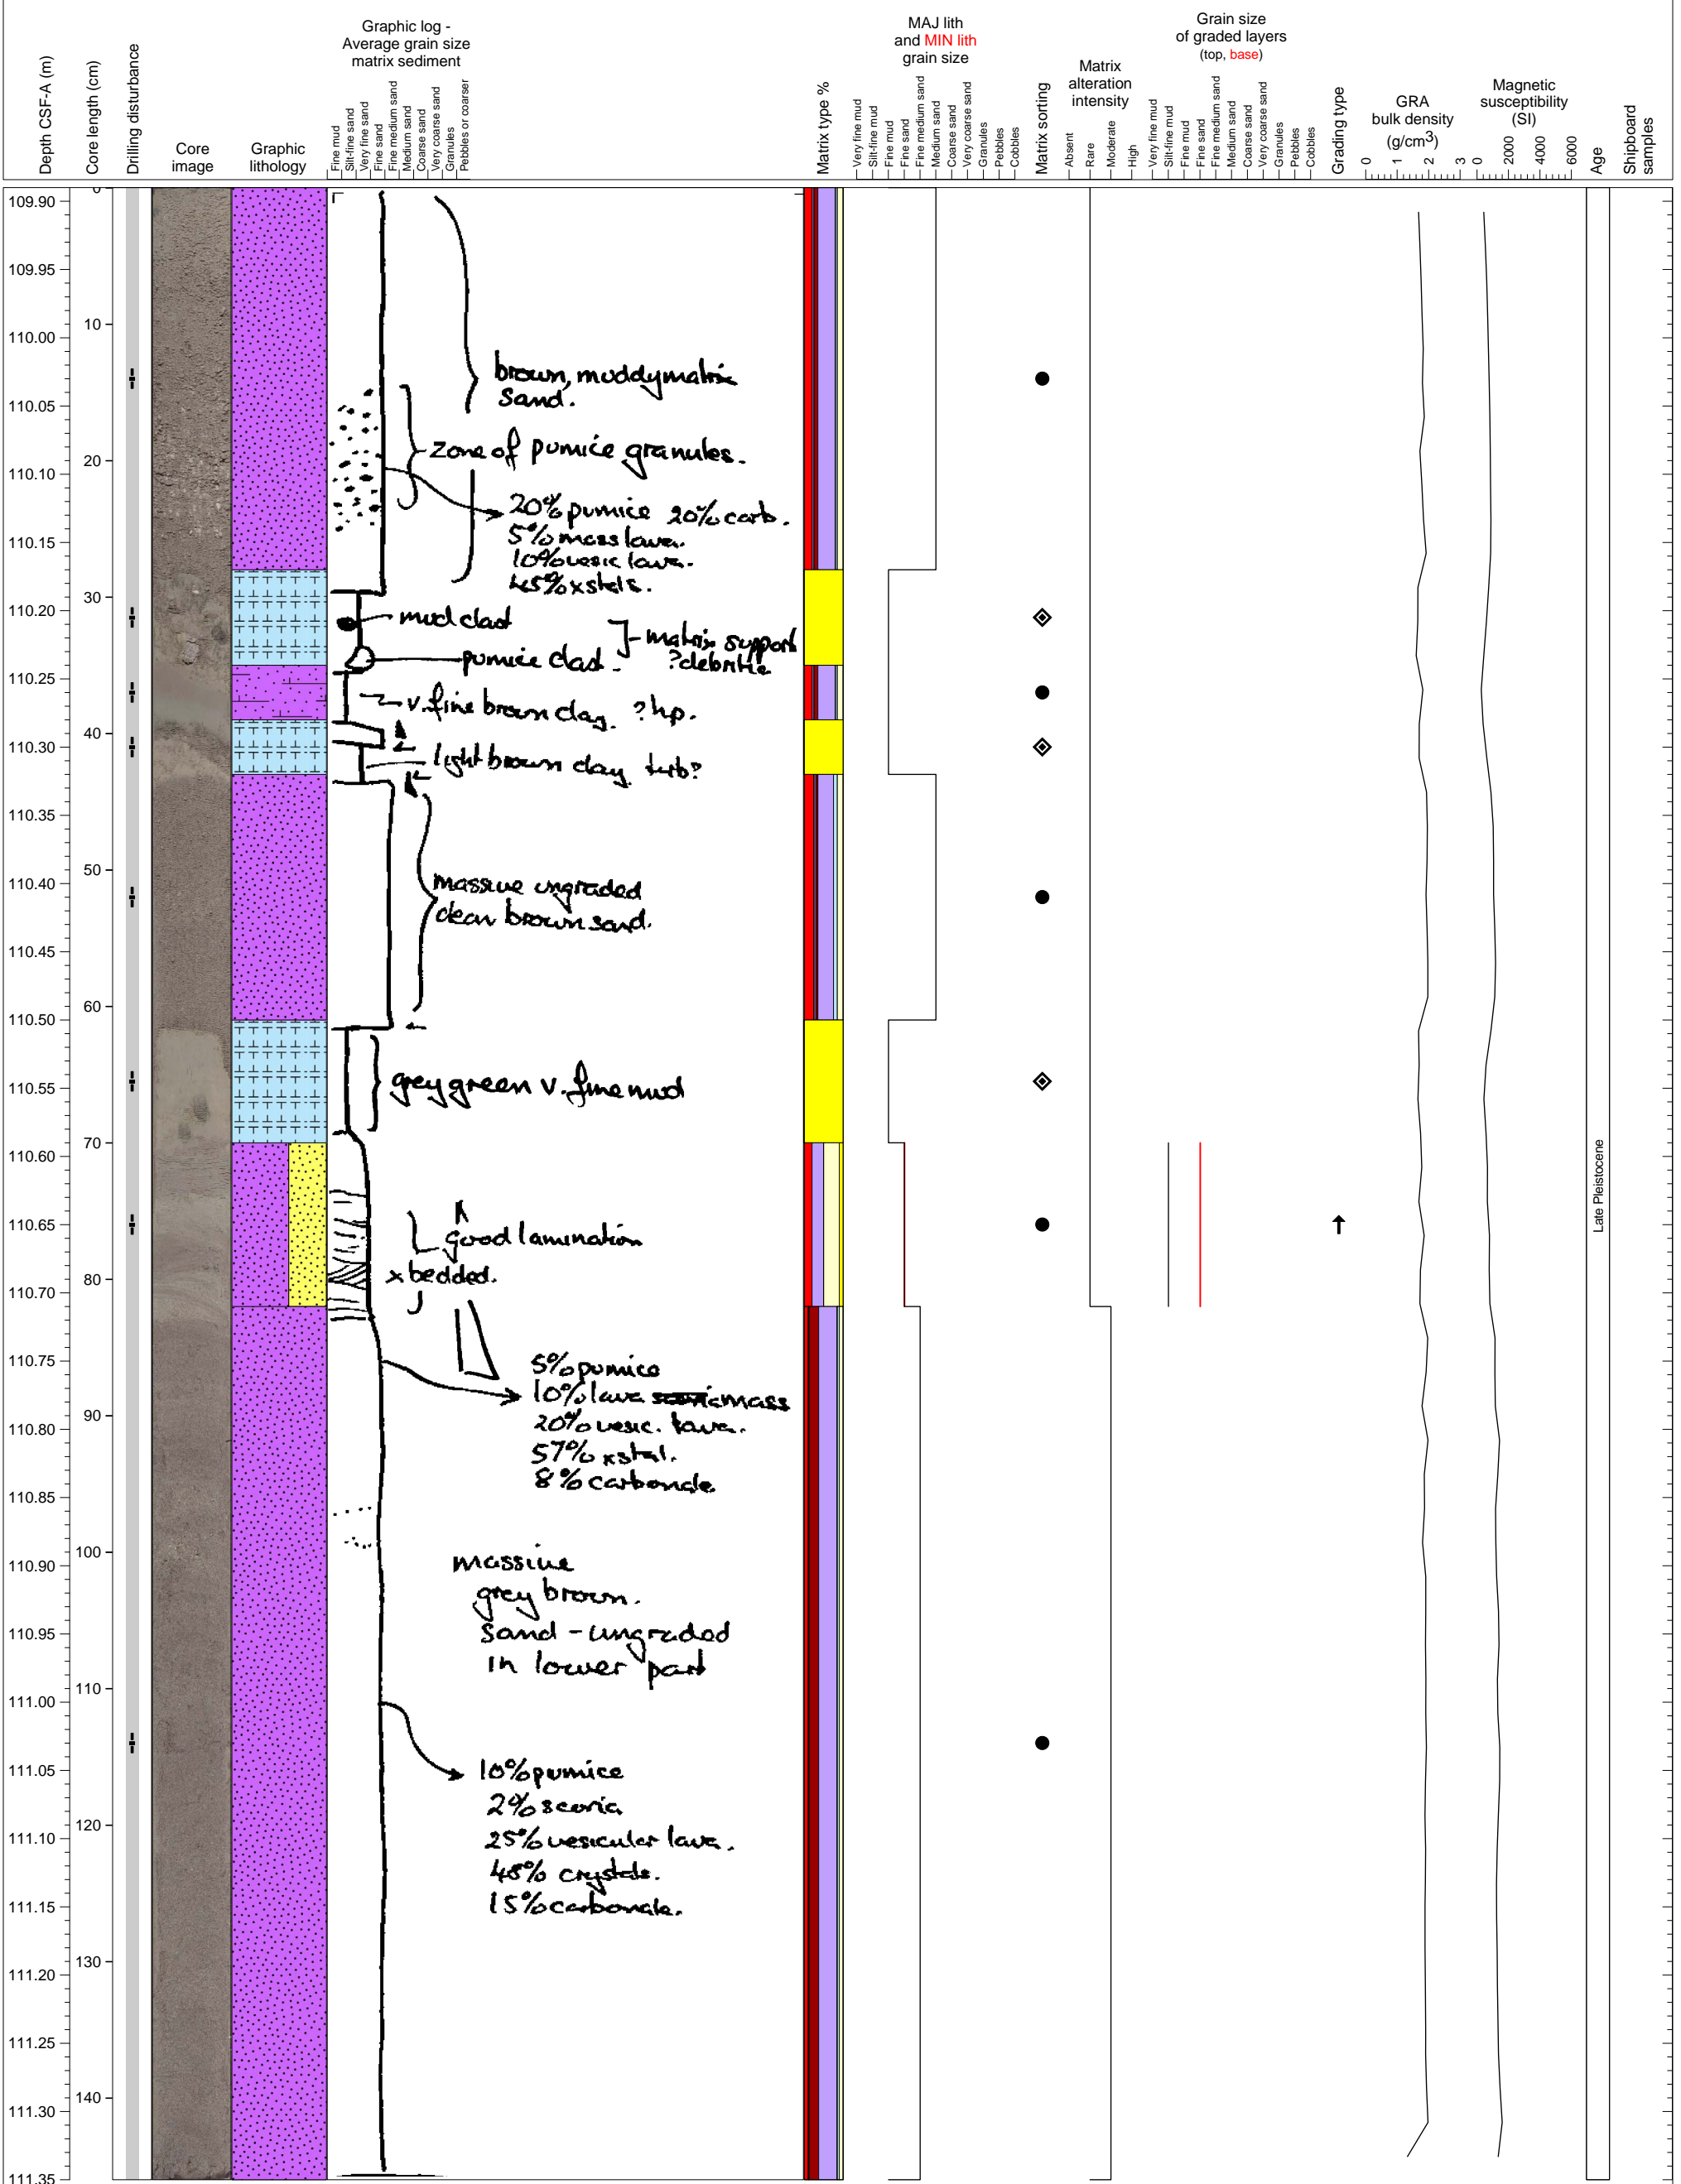 Depth CSF-A (m)
Core length (cm)
Drilling disturbance
Core
image
Graphic
lithology
Graphic log -
Average grain size
matrix sediment
Fine mud
Silt-fine sand
Very fine sand
Fine sand
Fine medium sand
Medium sand
Coarse sand
Very coarse sand
Granules
Pebbles or coarser
Matrix type %
MAJ lith
and MIN lith
grain size
Very fine mud
Silt-fine mud
Fine mud
Fine sand
Fine medium sand
Medium sand
Coarse sand
Very coarse sand
Granules
Pebbles
Cobbles
Matrix sorting
Matrix
alteration
intensity
Absent
Rare
Moderate
High
Grain size
of graded layers
(top, base)
Very fine mud
Silt-fine mud
Fine mud
Fine sand
Fine medium sand
Medium sand
Coarse sand
Very coarse sand
Granules
Pebbles
Cobbles
Grading type
GRA
bulk density
(g/cm3)
0 1 2 3
Magnetic
susceptibility
(SI)
0 2000 4000 6000
Age
Shipboard
samples
109.90
109.95
110.00
110.05
110.10
110.15
110.20
110.25
110.30
110.35
110.40
110.45
110.50
110.55
110.60
110.65
110.70
110.75
110.80
110.85
110.90
110.95
111.00
111.05
111.10
111.15
111.20
111.25
111.30
111.35
0
10
20
30
40
50
60
70
80
90
100
110
120
130
140
brown, muddy matrix
sand.
zone of pumice granules.
20% pumice 20% carb.
5% mass lava.
10% vesic lava.
45% xstals.
mud clast
pumice clast
matrix support
?debrite
v. fine brown clay. ?hp.
light brown clay turb?
massive ungraded
clean brown sand.
grey green v. fine mud
good lamination
x bedded.
5% pumice
10% lava mass
20% vesic. lava.
57% xstal.
8% carbonate
massive
grey brown.
sand - ungraded
in lower part
10% pumice
2% scoria
25% vesicular lava.
48% crystals.
15% carbonate.
Late Pleistocene